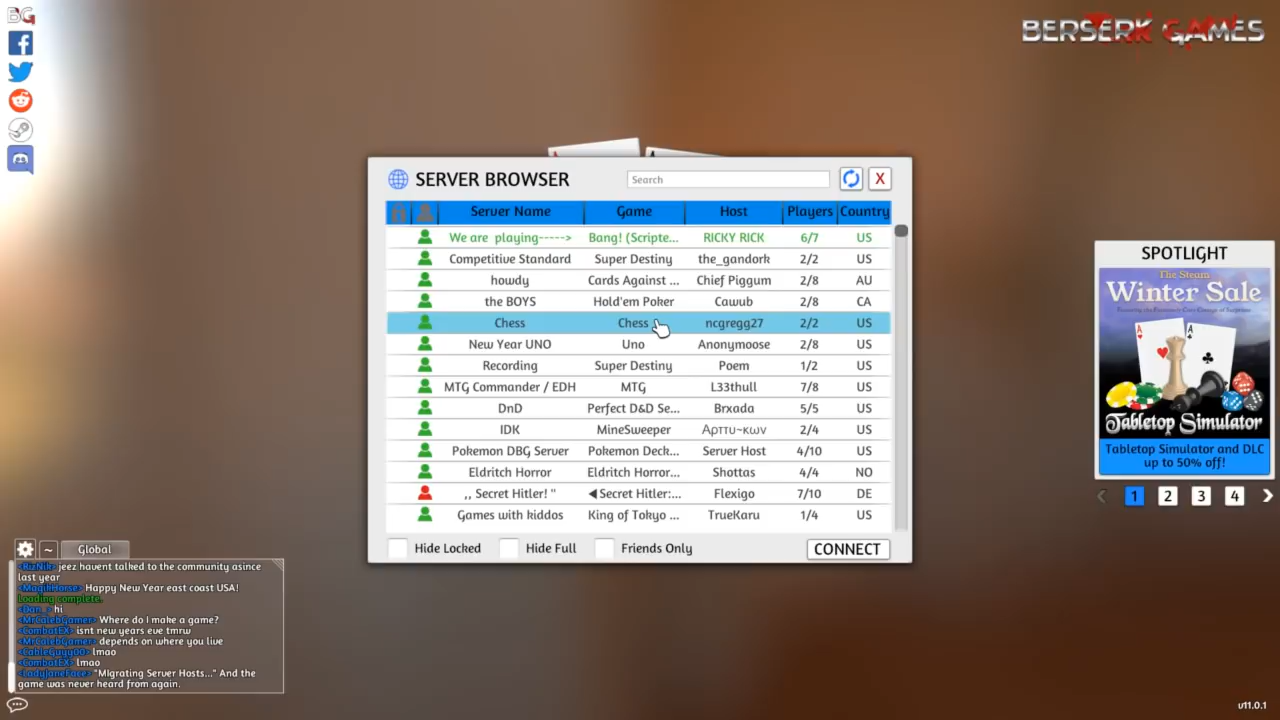 BG
BERSERK GAMES
SERVER BROWSER
Search
X
Server Name Game Host Players Country
We are playing-----> Bang! (Scripte... RICKY RICK 6/7 US
Competitive Standard Super Destiny the_gandork 2/2 US
howdy Cards Against ... Chief Piggum 2/8 AU
the BOYS Hold'em Poker Cawub 2/8 CA
Chess Chess ncgregg27 2/2 US
New Year UNO Uno Anonymoose 2/8 US
Recording Super Destiny Poem 1/2 US
MTG Commander / EDH MTG L33thull 7/8 US
DnD Perfect D&D Se... Brxada 5/5 US
IDK MineSweeper Αρττυ~κων 2/4 US
Pokemon DBG Server Pokemon Deck... Server Host 4/10 US
Eldritch Horror Eldritch Horror... Shottas 4/4 NO
,, Secret Hitler! " ◄Secret Hitler:... Flexigo 7/10 DE
Games with kiddos King of Tokyo ... TrueKaru 1/4 US
Hide Locked Hide Full Friends Only CONNECT
SPOTLIGHT
The Steam
Winter Sale
Tabletop Simulator
Tabletop Simulator and DLC
up to 50% off!
< 1 2 3 4 >
~ Global
<RizNik> jeez havent talked to the community asince
last year
<MagikHorse> Happy New Year east coast USA!
Loading complete.
<Dan_> hi
<MrCalebGamer> Where do I make a game?
<CombatEX> isnt new years eve tmrw
<MrCalebGamer> depends on where you live
<CableGuyy00> lmao
<CombatEX> lmao
<LadyJaneFace> "MIgrating Server Hosts..." And the
game was never heard from again.
v11.0.1